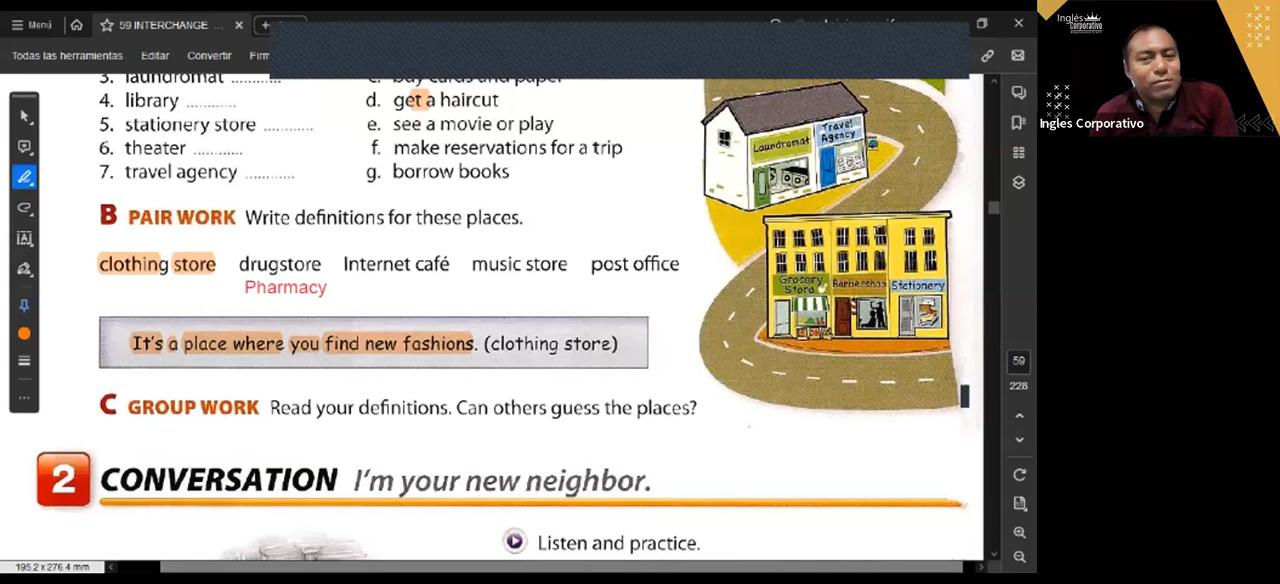 Menú
59 INTERCHANGE ...
Todas las herramientas Editar Convertir Firm
3. laundromat ............
4. library ............ d. get a haircut
5. stationery store ............ e. see a movie or play
6. theater ............ f. make reservations for a trip
7. travel agency ............ g. borrow books
Laundromat
Travel Agency
B PAIR WORK Write definitions for these places.
clothing store drugstore Internet café music store post office
Pharmacy
Grocery Store Barbershop Stationery
It's a place where you find new fashions. (clothing store)
C GROUP WORK Read your definitions. Can others guess the places?
2 CONVERSATION I'm your new neighbor.
Listen and practice.
195.2 x 276.4 mm
59
228
Inglés Corporativo
Ingles Corporativo